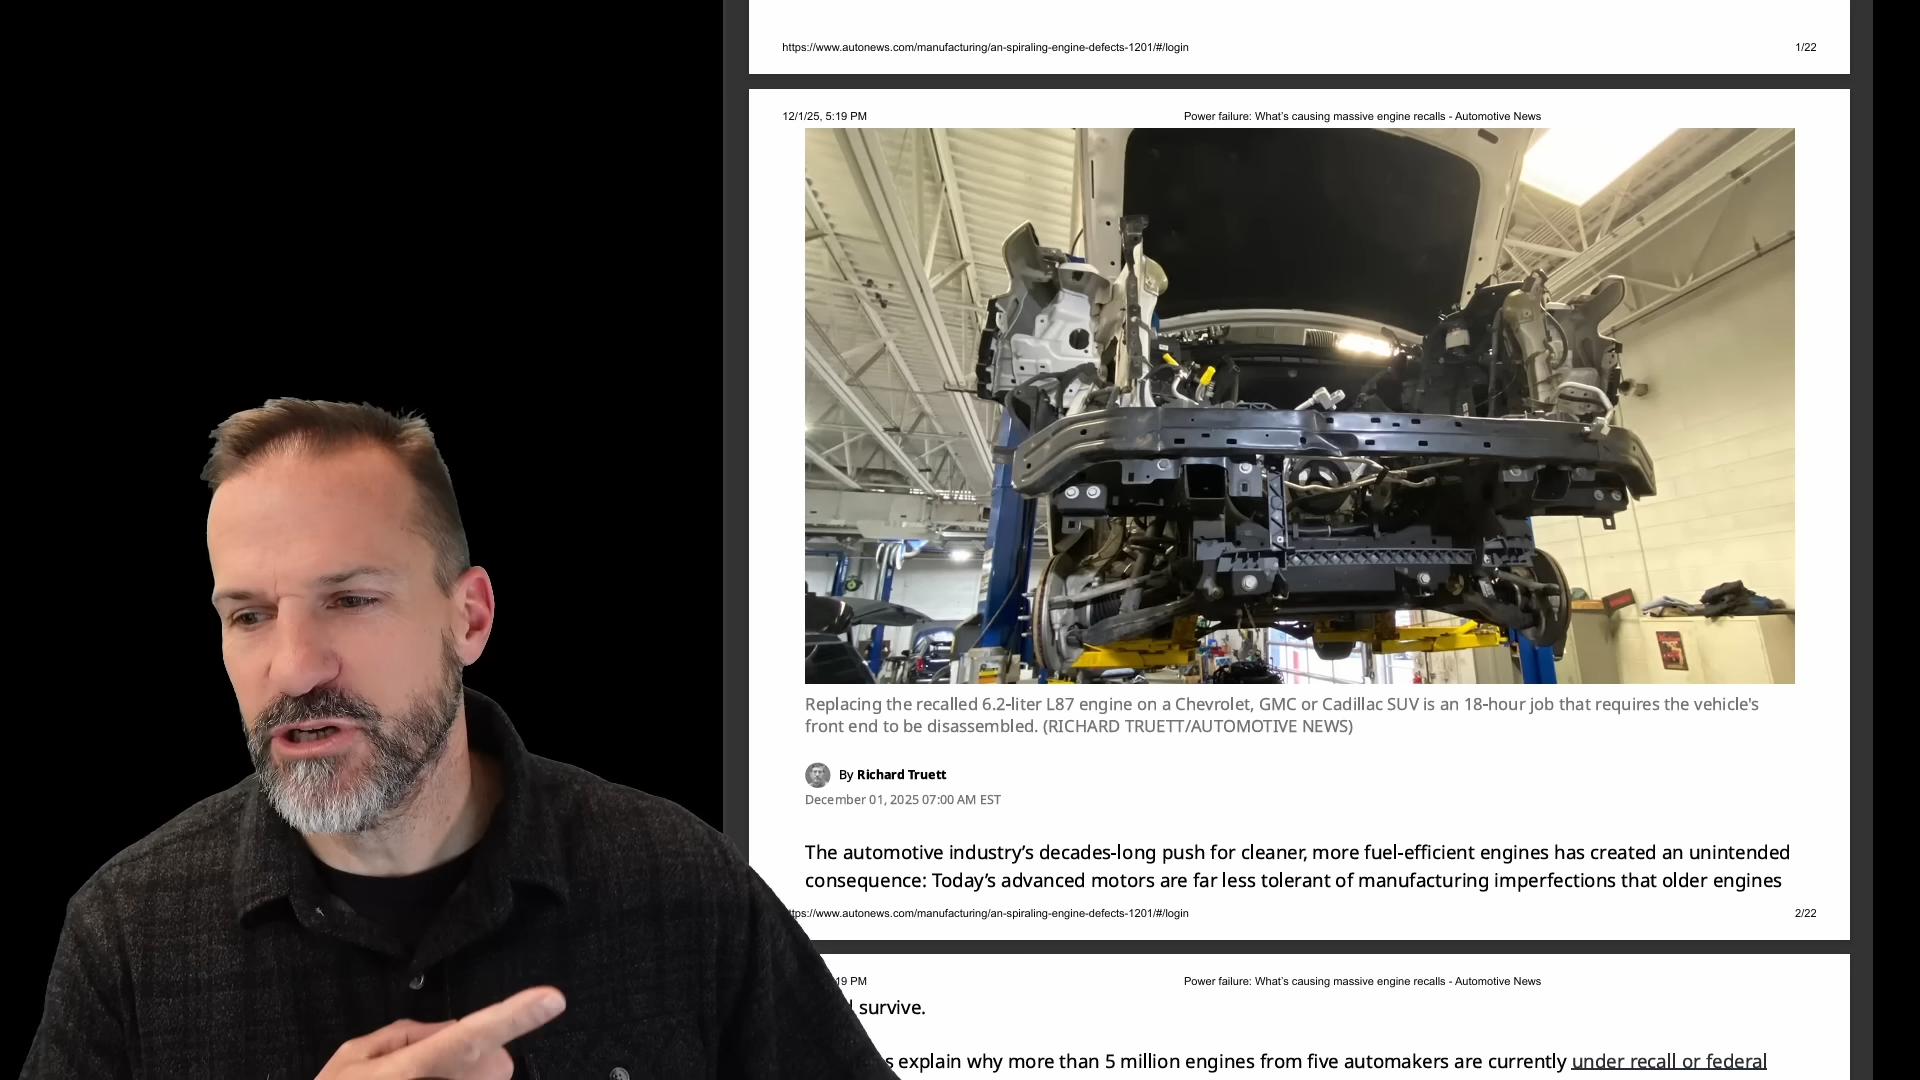 https://www.autonews.com/manufacturing/an-spiraling-engine-defects-1201/#/login 1/22
12/1/25, 5:19 PM Power failure: What's causing massive engine recalls - Automotive News
Replacing the recalled 6.2-liter L87 engine on a Chevrolet, GMC or Cadillac SUV is an 18-hour job that requires the vehicle's
front end to be disassembled. (RICHARD TRUETT/AUTOMOTIVE NEWS)
By Richard Truett
December 01, 2025 07:00 AM EST
The automotive industry’s decades-long push for cleaner, more fuel-efficient engines has created an unintended
consequence: Today’s advanced motors are far less tolerant of manufacturing imperfections that older engines
ttps://www.autonews.com/manufacturing/an-spiraling-engine-defects-1201/#/login 2/22
19 PM Power failure: What's causing massive engine recalls - Automotive News
survive.
explain why more than 5 million engines from five automakers are currently under recall or federal